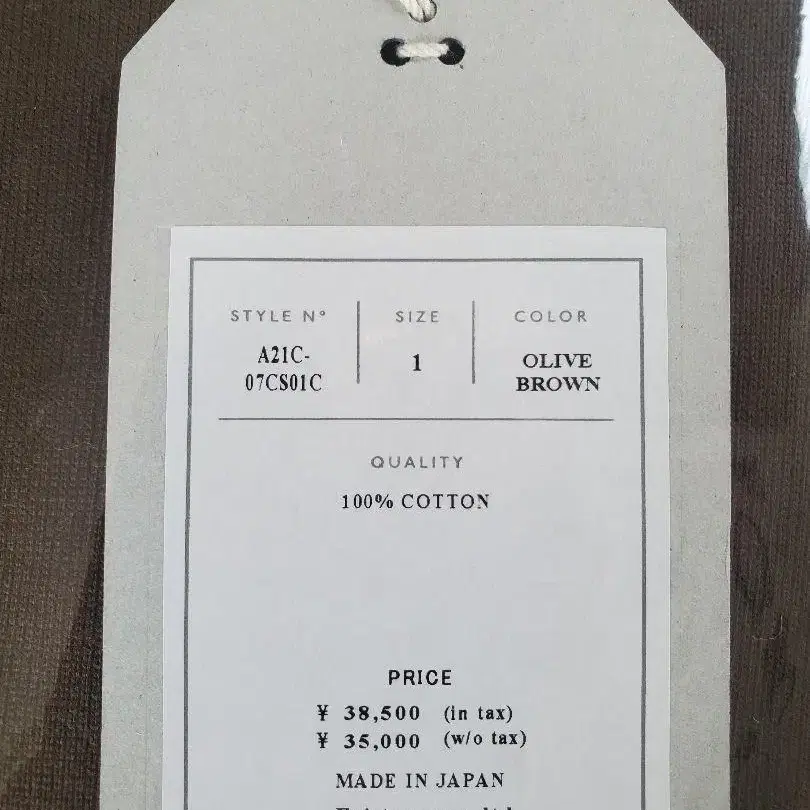 STYLE Nº SIZE COLOR
A21C-
07CS01C
1
OLIVE
BROWN
QUALITY
100% COTTON
PRICE
¥ 38,500 (in tax)
¥ 35,000 (w/o tax)
MADE IN JAPAN